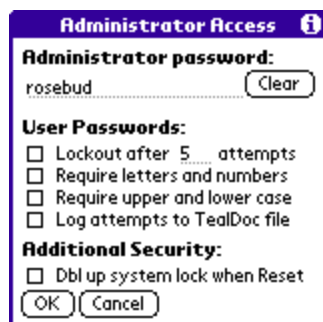 Administrator Access i
Administrator password:
rosebud Clear
User Passwords:
Lockout after 5 attempts
Require letters and numbers
Require upper and lower case
Log attempts to TealDoc file
Additional Security:
Dbl up system lock when Reset
OK Cancel